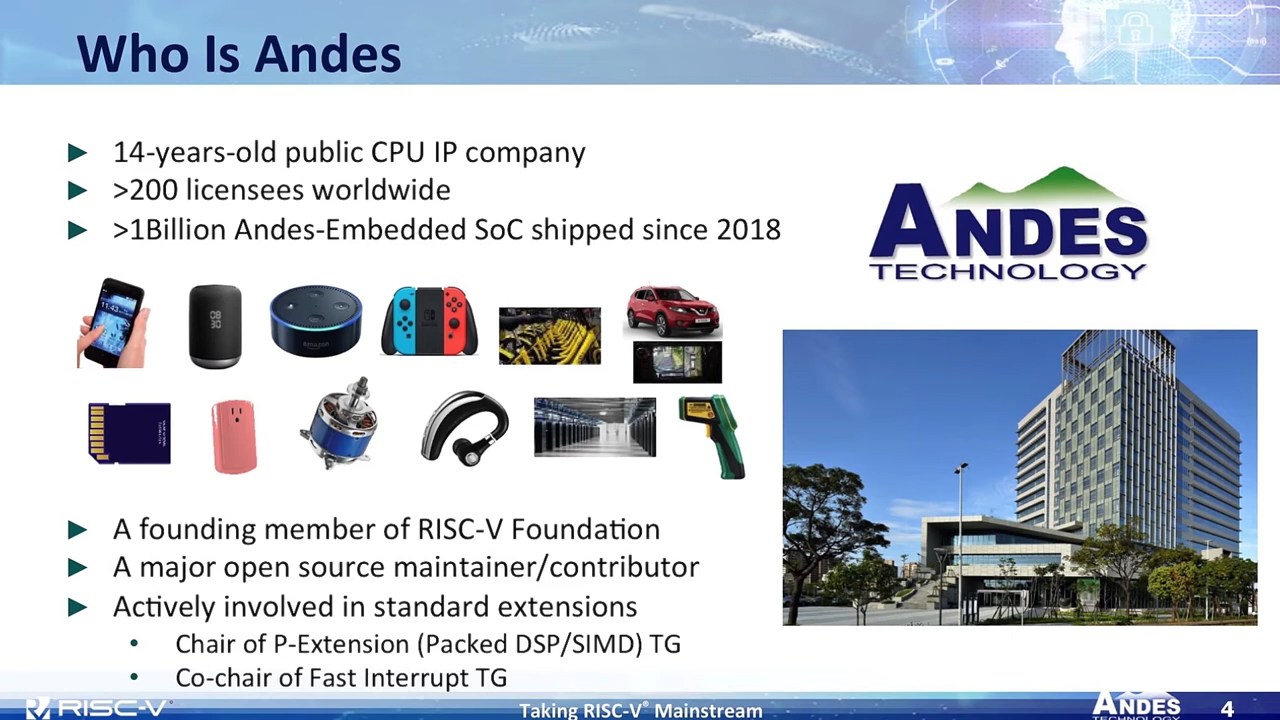 Who Is Andes
14-years-old public CPU IP company
>200 licensees worldwide
>1Billion Andes-Embedded SoC shipped since 2018
ANDES
TECHNOLOGY
amazon
A founding member of RISC-V Foundation
A major open source maintainer/contributor
Actively involved in standard extensions
• Chair of P-Extension (Packed DSP/SIMD) TG
• Co-chair of Fast Interrupt TG
RISC-V
Taking RISC-V® Mainstream
ANDES
TECHNOLOGY
4